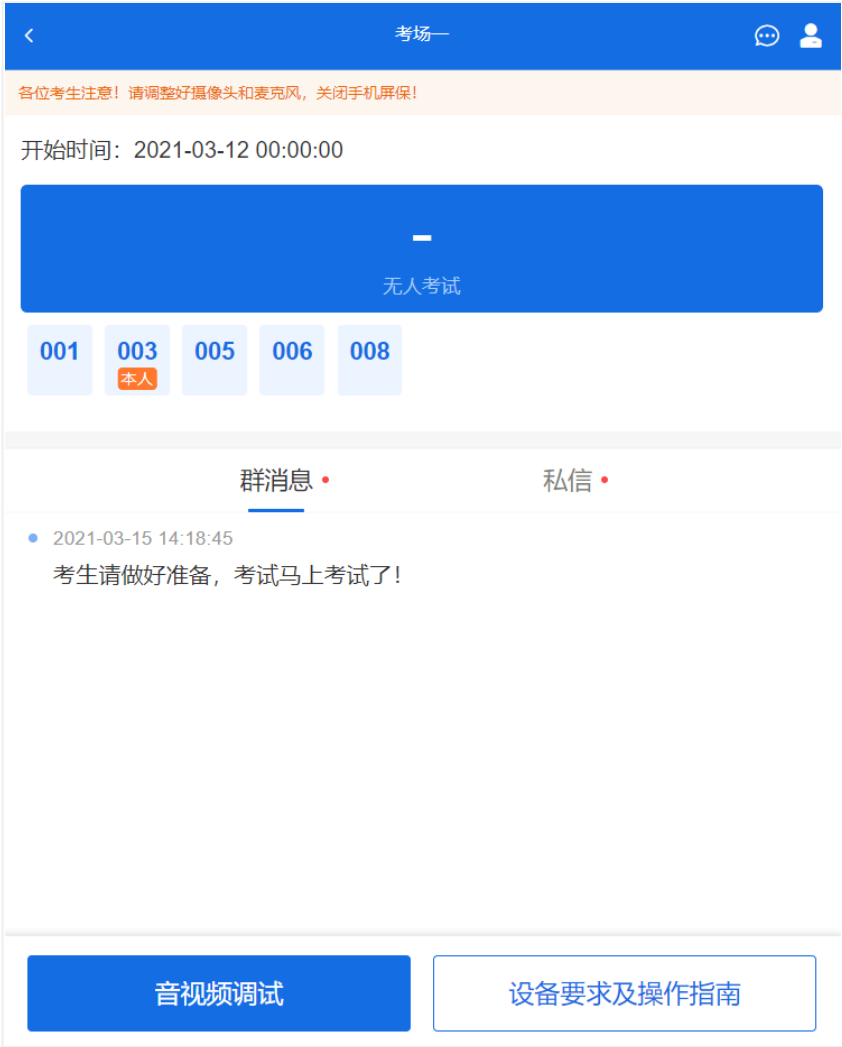 考场一
各位考生注意！请调整好摄像头和麦克风，关闭手机屏保！
开始时间：2021-03-12 00:00:00
-
无人考试
001 003 005 006 008
本人
群消息 私信
2021-03-15 14:18:45
考生请做好准备，考试马上考试了！
音视频调试 设备要求及操作指南